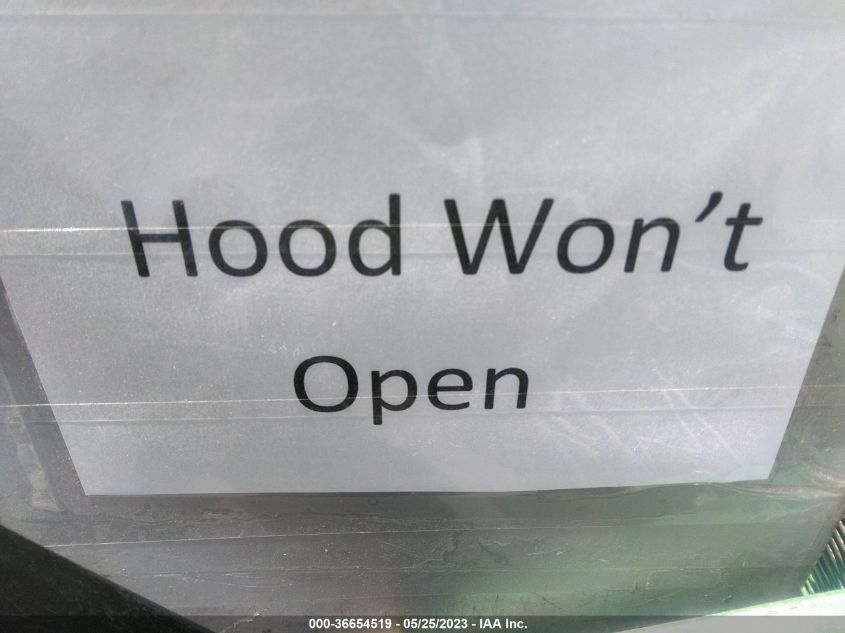 Hood Won’t
Open
000-36654519 - 05/25/2023 - IAA Inc.